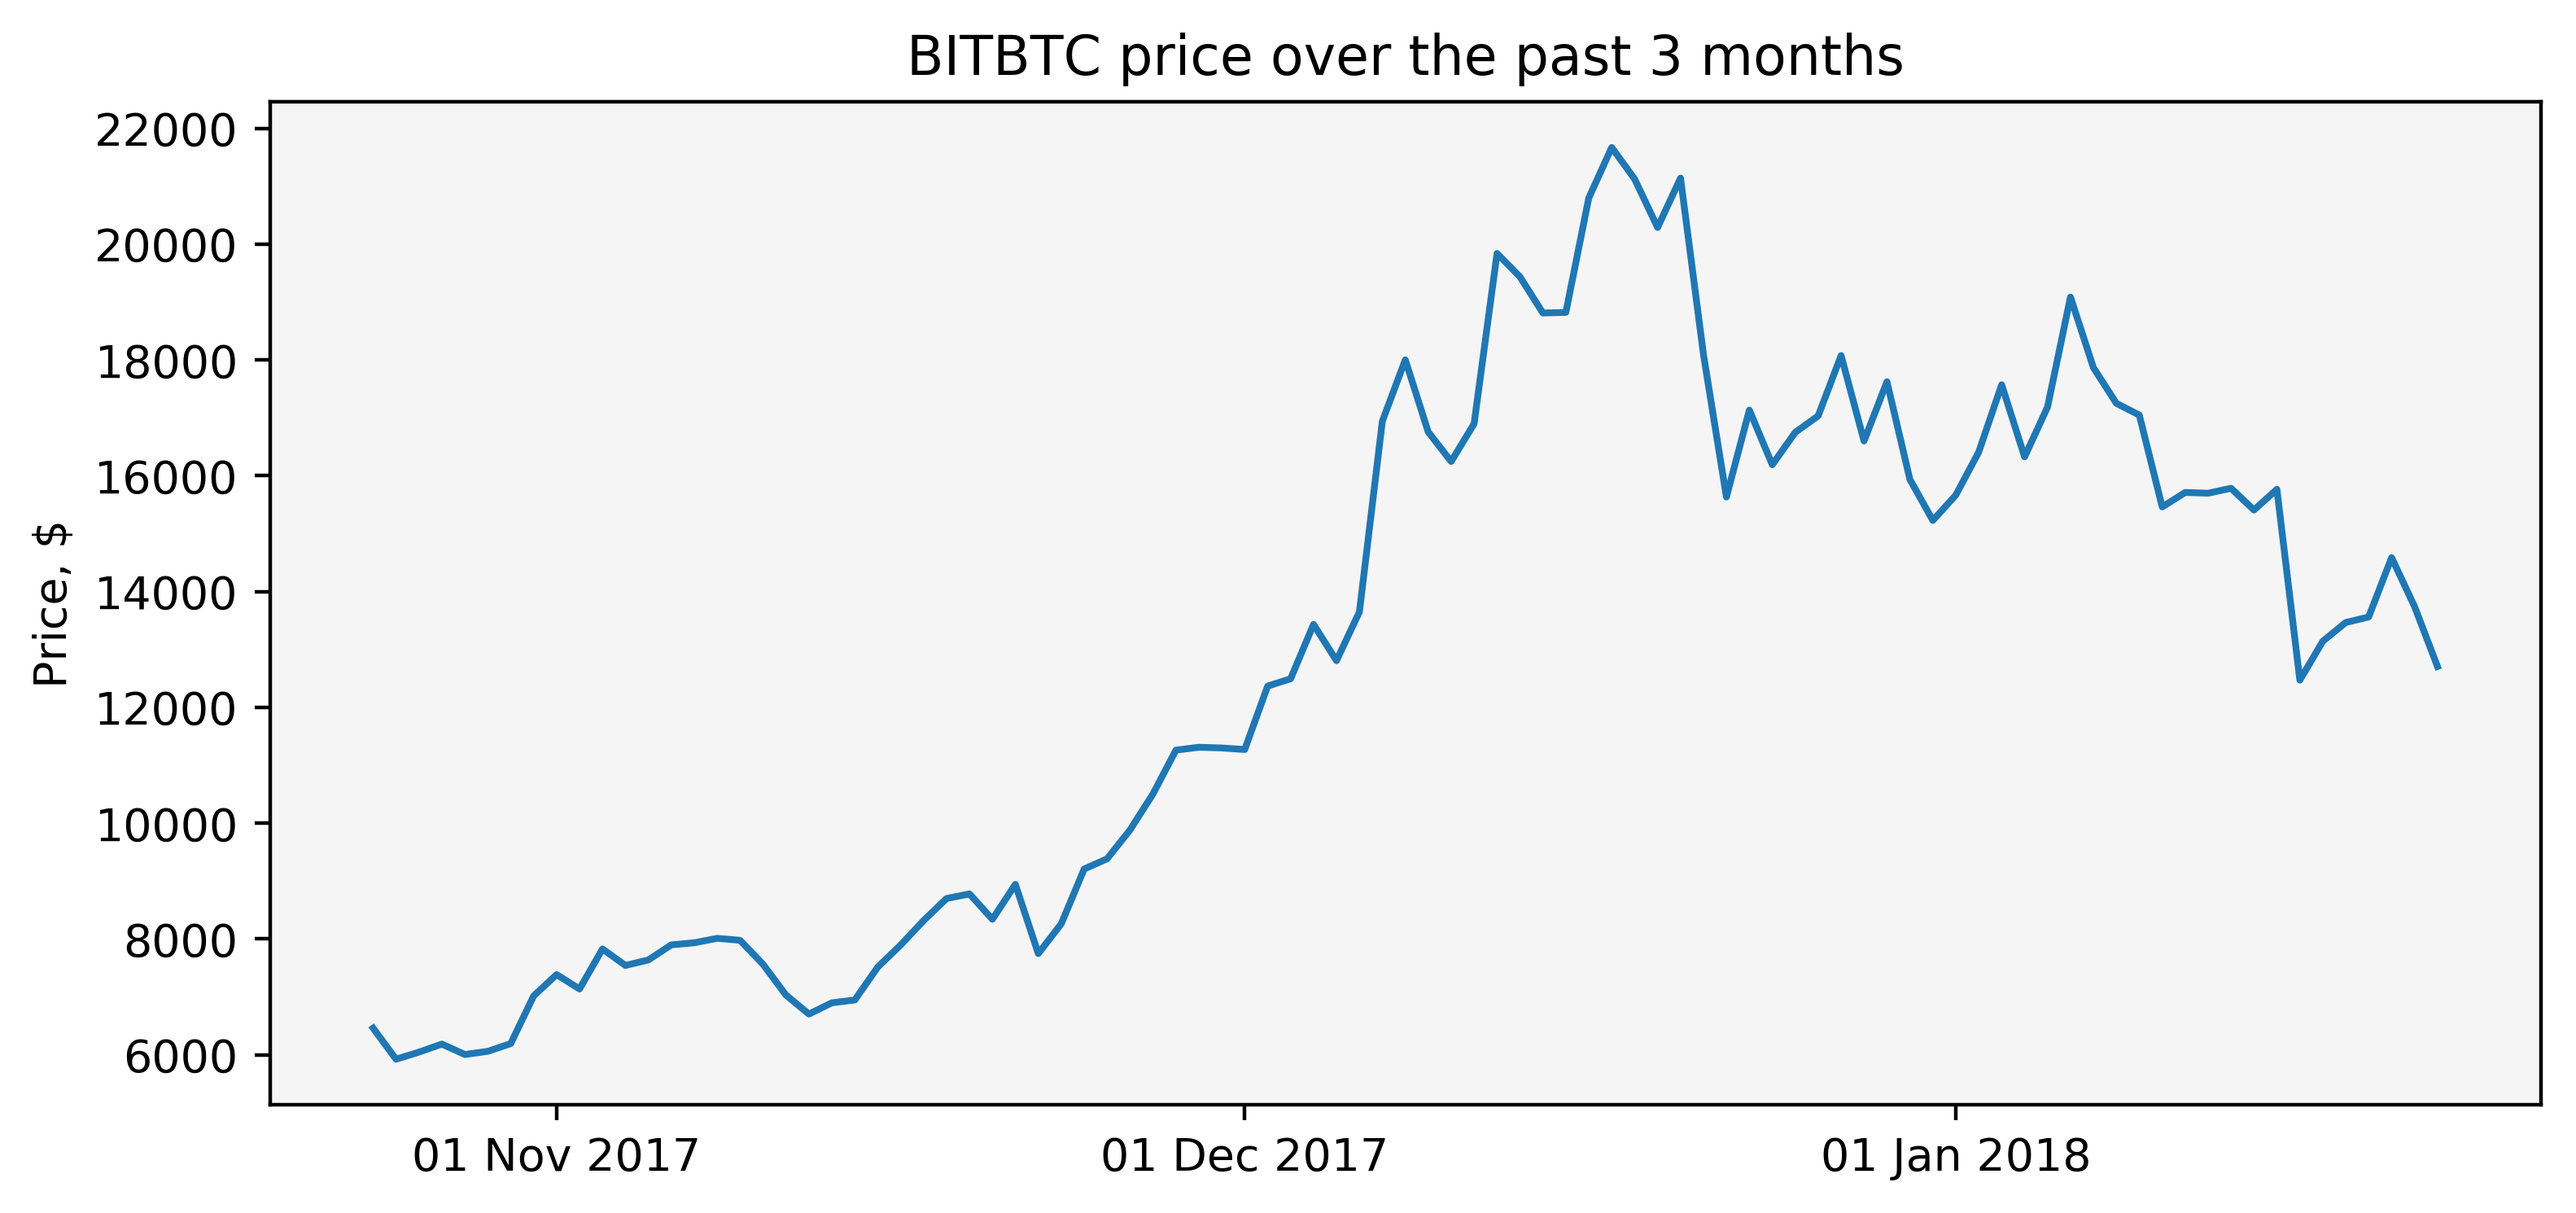 BITBTC price over the past 3 months
Price, $
22000
20000
18000
16000
14000
12000
10000
8000
6000
01 Nov 2017
01 Dec 2017
01 Jan 2018